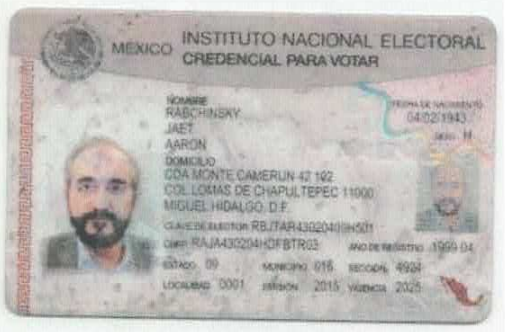 MÉXICO INSTITUTO NACIONAL ELECTORAL
CREDENCIAL PARA VOTAR
NOMBRE
RABCHINSKY
JAET
AARON
FECHA DE NACIMIENTO
04/02/1943
SEXO H
DOMICILIO
CDA MONTE CAMERUN 42 102
COL LOMAS DE CHAPULTEPEC 11000
MIGUEL HIDALGO, D.F.
CLAVE DE ELECTOR RBJTAR43020409H501
CURP RAJA430204HDFBTR03 AÑO DE REGISTRO 1999 04
ESTADO 09 MUNICIPIO 016 SECCIÓN 4924
LOCALIDAD 0001 EMISIÓN 2015 VIGENCIA 2025